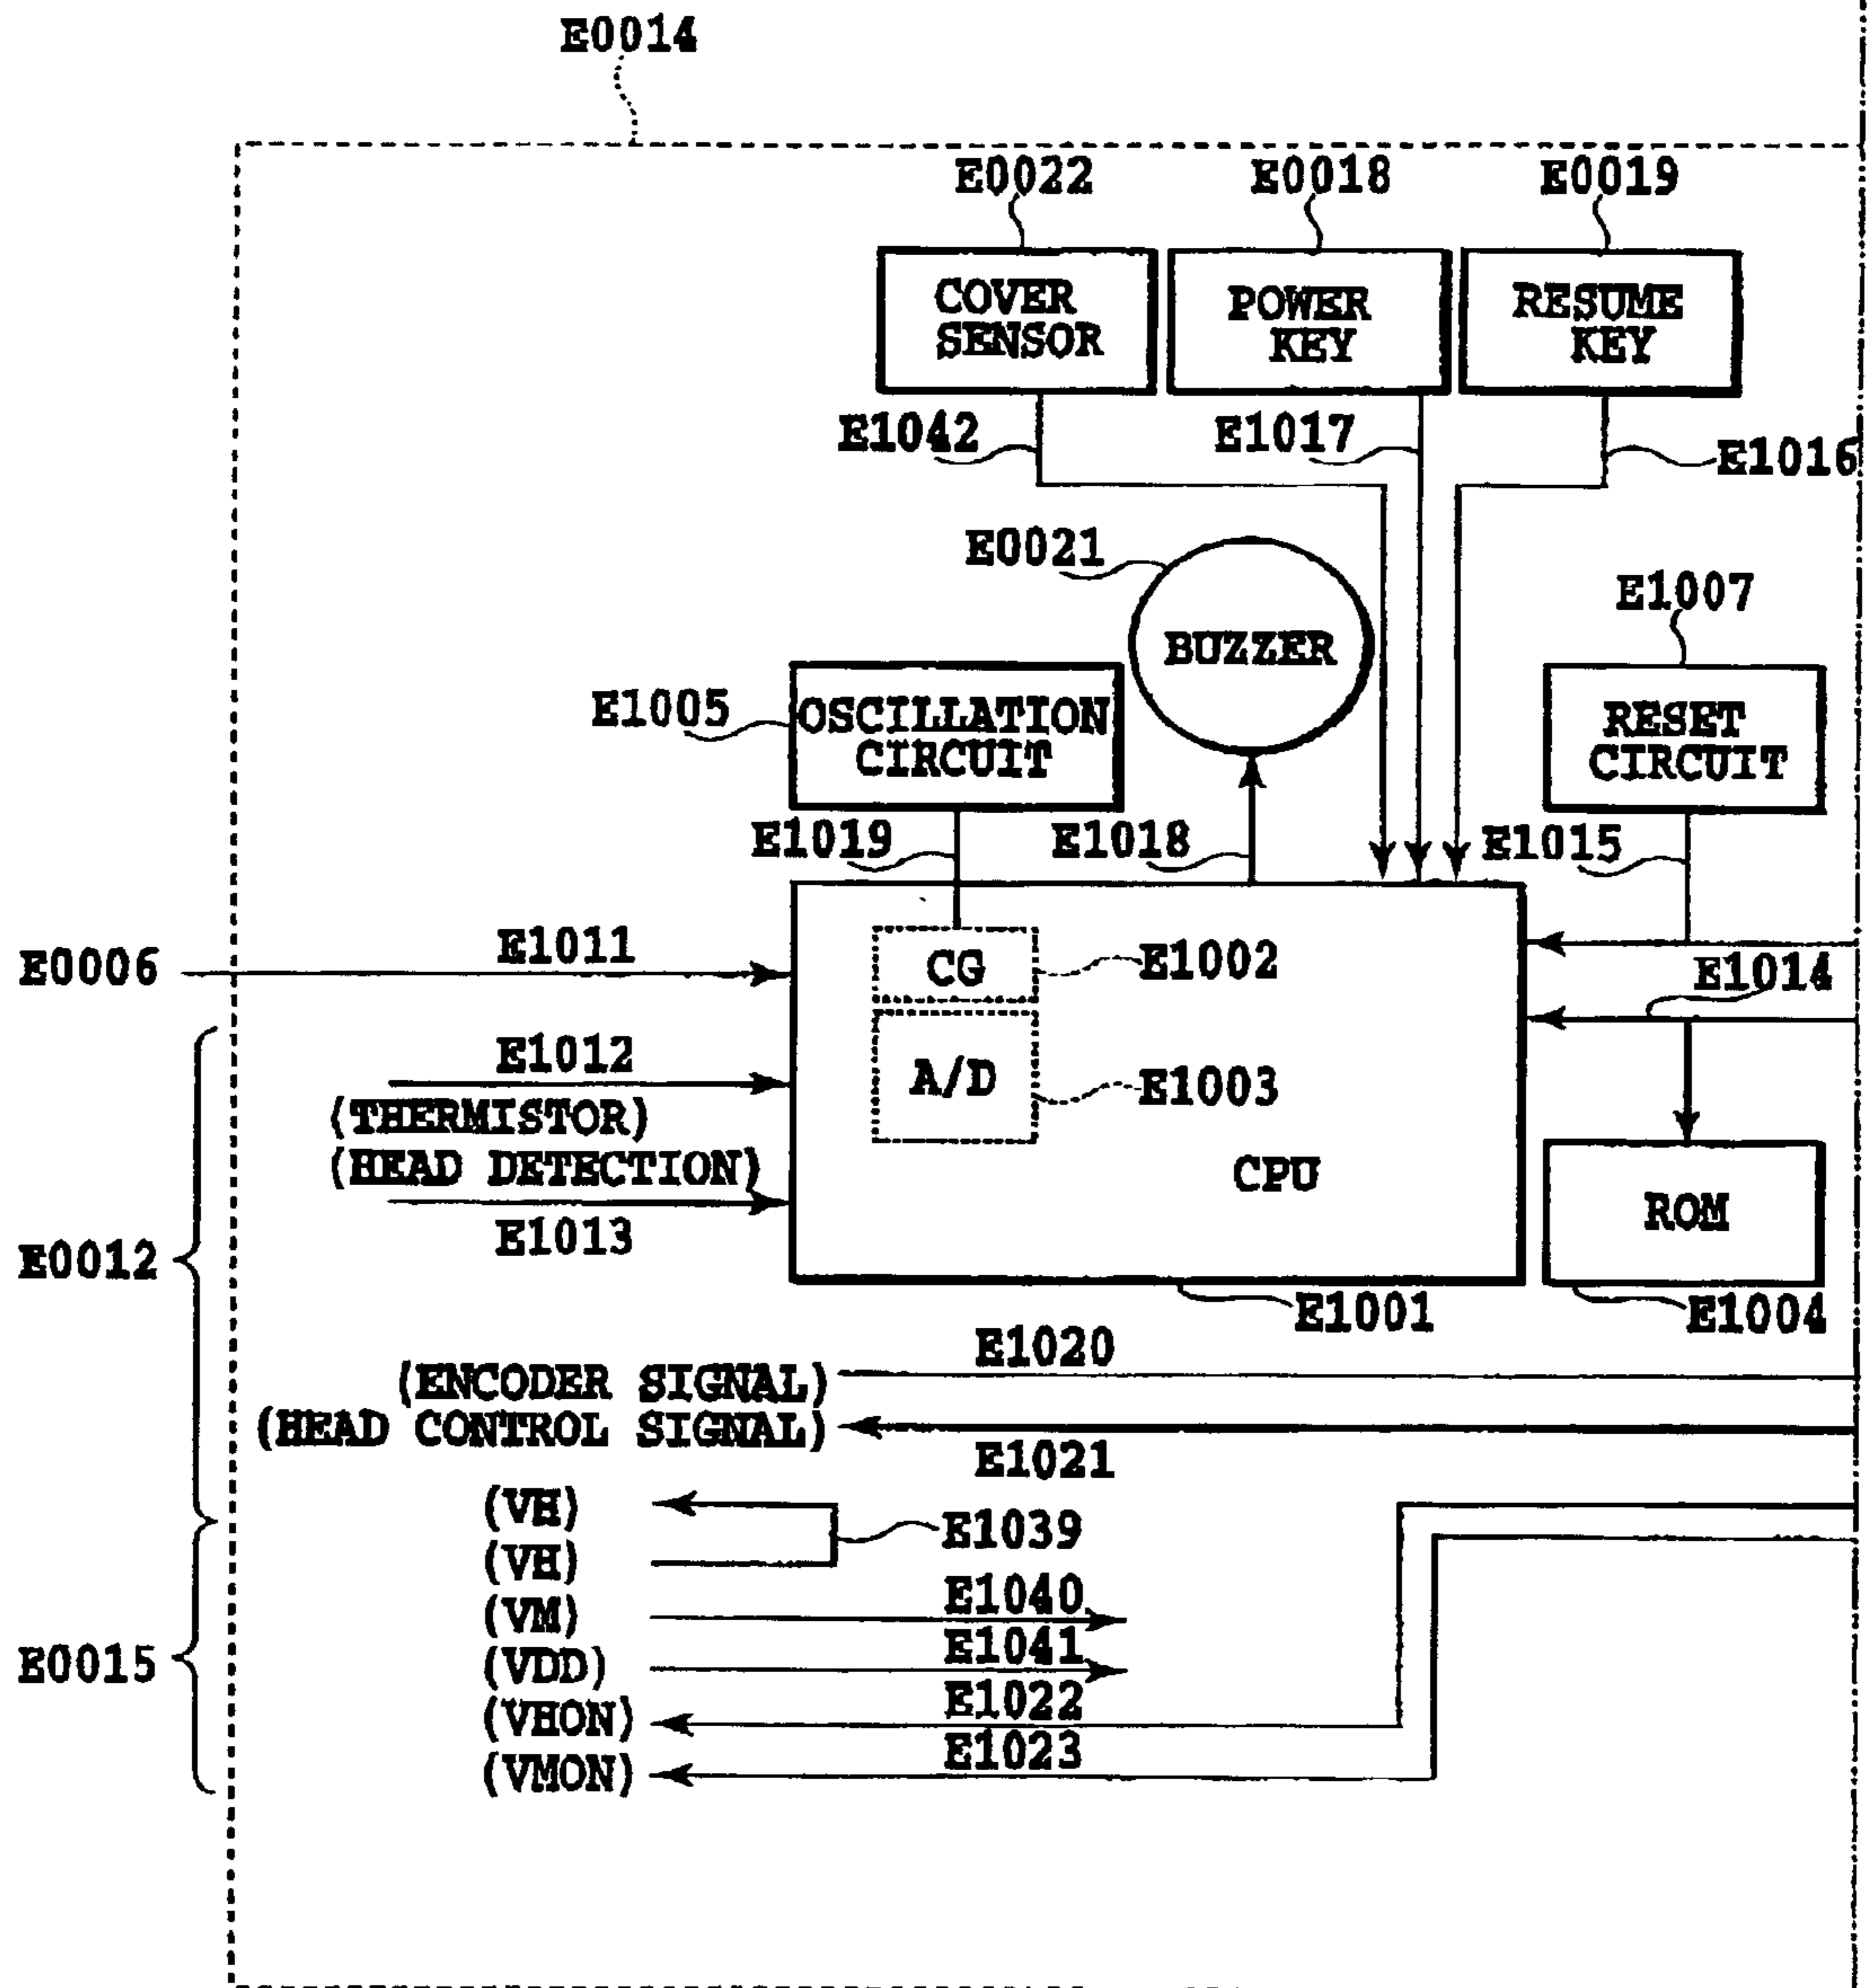 E0014
E0022
E0018
E0019
COVER
SENSOR
POWER
KEY
RESUME
KEY
E1042
E1017
E1016
E0021
BUZZER
E1007
E1005
OSCILLATION
CIRCUIT
RESET
CIRCUIT
E1019
E1018
E1015
E0006
E1011
CG
E1002
E1014
E1012
(THERMISTOR)
A/D
E1003
(HEAD DETECTION)
CPU
ROM
E1013
E0012
E1001
E1004
E1020
(ENCODER SIGNAL)
(HEAD CONTROL SIGNAL)
E1021
(VH)
E1039
(VH)
E1040
(VM)
E1041
E0015
(VDD)
E1022
(VHON)
E1023
(VMON)